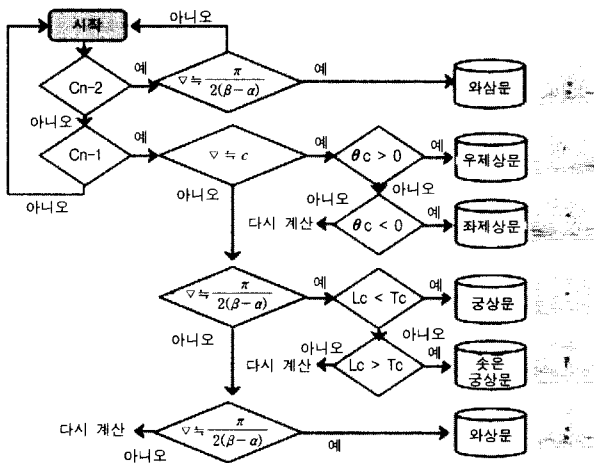 시작
아니오
Cn-2
예
▽≒ π / 2(β−α)
예
와상문
아니오
Cn-1
예
▽≒ c
예
θc > 0
예
우제상문
아니오
아니오
아니오
아니오
다시 계산
θc < 0
예
좌제상문
▽≒ π / 2(β−α)
예
Lc < Tc
예
궁상문
아니오
아니오
아니오
다시 계산
Lc > Tc
예
솟은
궁상문
다시 계산
▽≒ π / 2(β−α)
와상문
아니오
예